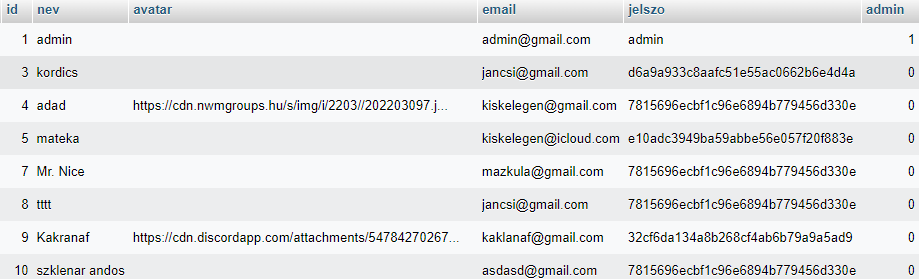 id nev avatar email jelszo admin
1 admin admin@gmail.com admin 1
3 kordics jancsi@gmail.com d6a9a933c8aafc51e55ac0662b6e4d4a 0
4 adad https://cdn.nwmgroups.hu/s/img/i/2203//202203097.j... kiskelegen@gmail.com 7815696ecbf1c96e6894b779456d330e 0
5 mateka kiskelegen@icloud.com e10adc3949ba59abbe56e057f20f883e 0
7 Mr. Nice mazkula@gmail.com 7815696ecbf1c96e6894b779456d330e 0
8 tttt jancsi@gmail.com 7815696ecbf1c96e6894b779456d330e 0
9 Kakranaf https://cdn.discordapp.com/attachments/54784270267... kaklanaf@gmail.com 32cf6da134a8b268cf4ab6b79a9a5ad9 0
10 szklenar andos asdasd@gmail.com 7815696ecbf1c96e6894b779456d330e 0